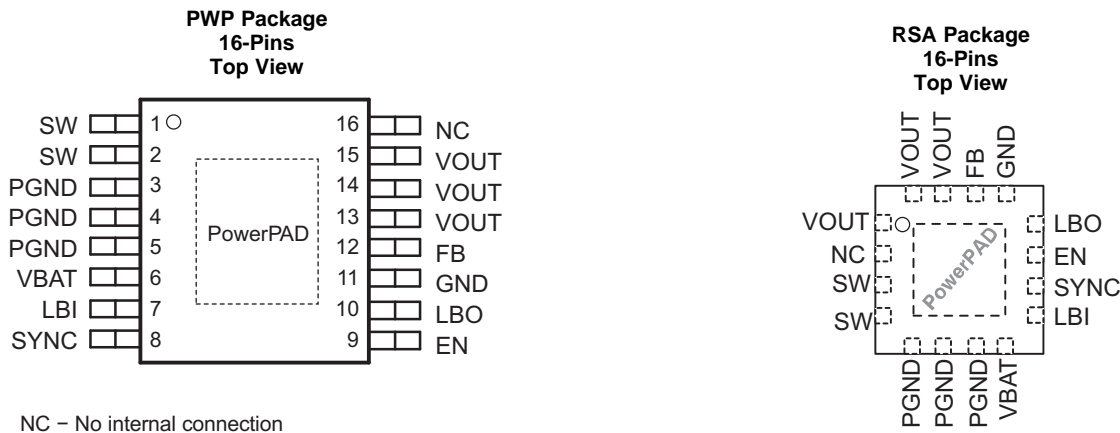 PWP Package
16-Pins
Top View
SW 1 16 NC
SW 2 15 VOUT
PGND 3 14 VOUT
PGND 4 13 VOUT
PGND 5 PowerPAD 12 FB
VBAT 6 11 GND
LBI 7 10 LBO
SYNC 8 9 EN
NC − No internal connection
RSA Package
16-Pins
Top View
VOUT
VOUT
FB
GND
VOUT LBO
NC EN
SW SYNC
SW LBI
PowerPAD
PGND
PGND
PGND
VBAT